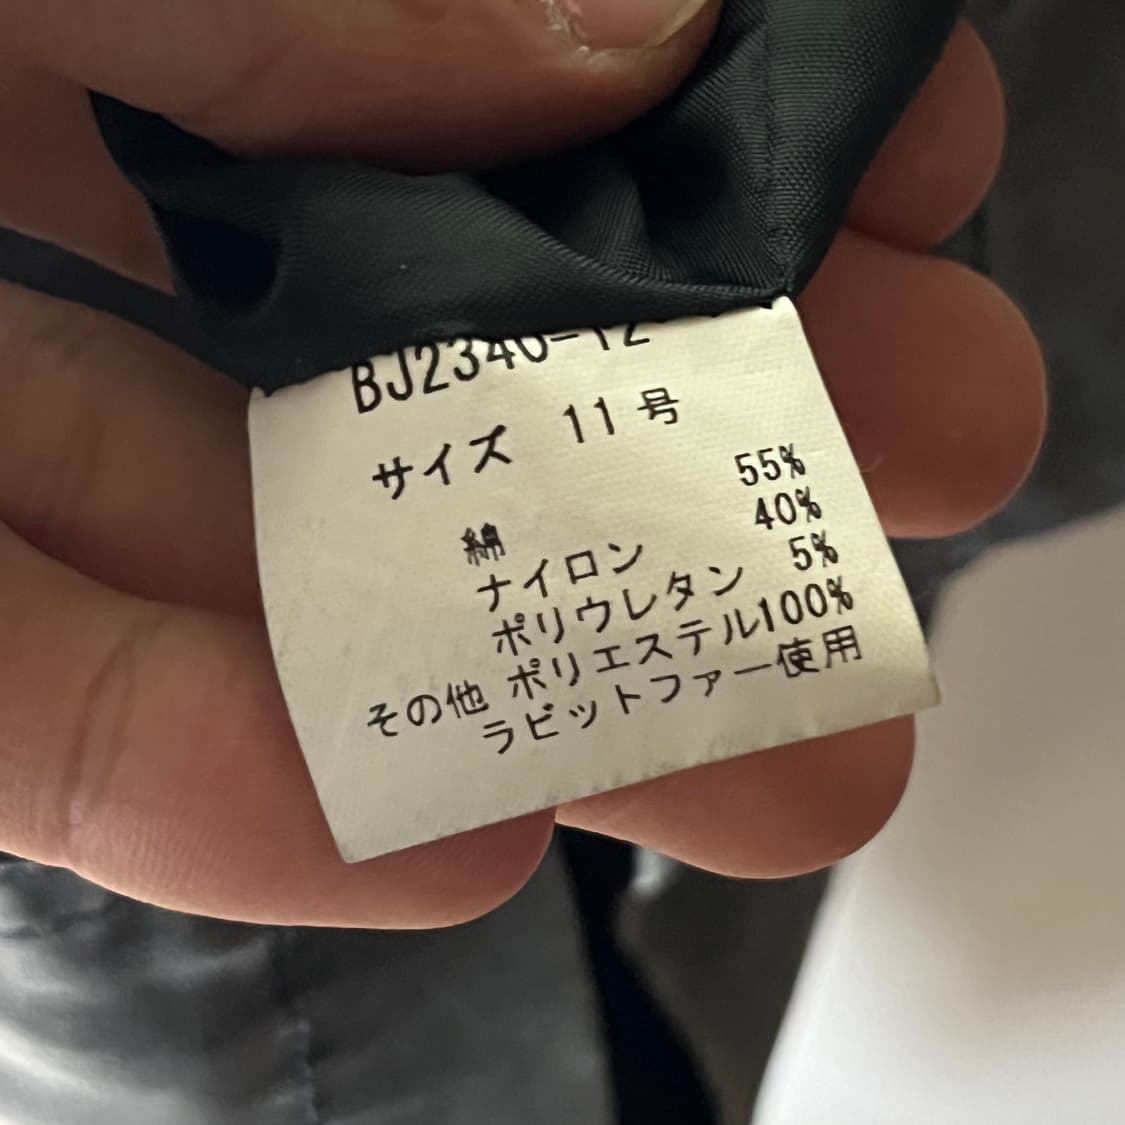 BJ2340-12
サイズ 11号
綿 55%
ナイロン 40%
ポリウレタン 5%
その他 ポリエステル100%
ラビットファー使用